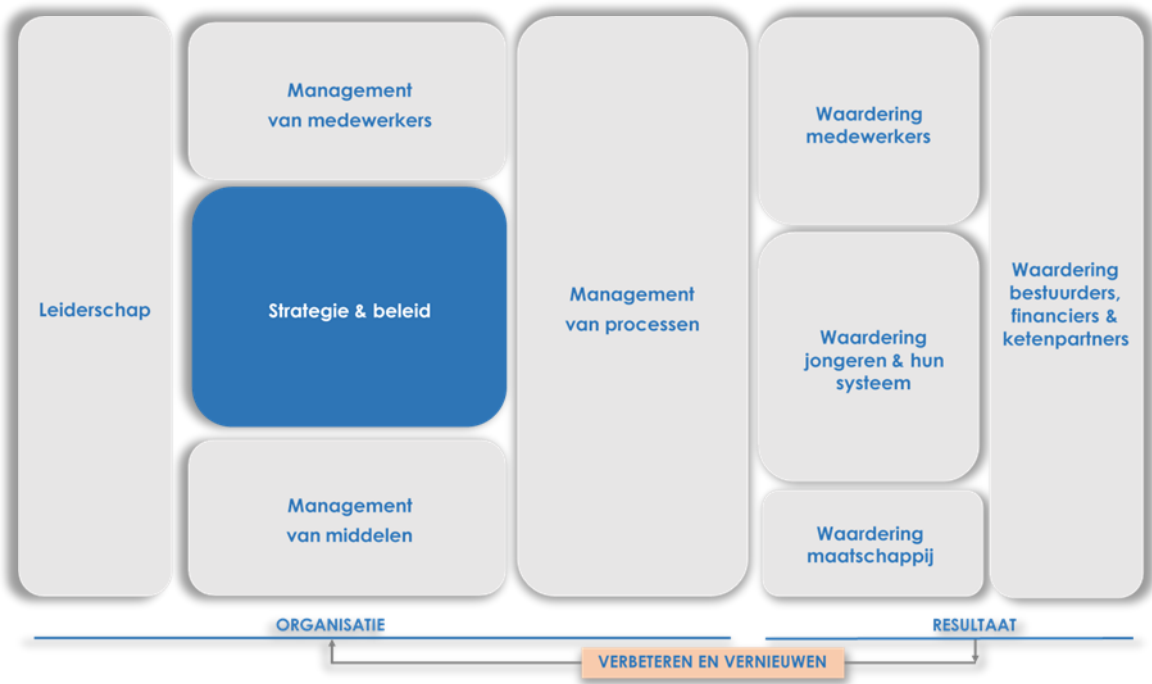 Leiderschap
Management
van medewerkers
Strategie & beleid
Management
van middelen
Management
van processen
Waardering
medewerkers
Waardering
jongeren & hun
systeem
Waardering
maatschappij
Waardering
bestuurders,
financiers &
ketenpartners
ORGANISATIE
RESULTAAT
VERBETEREN EN VERNIEUWEN